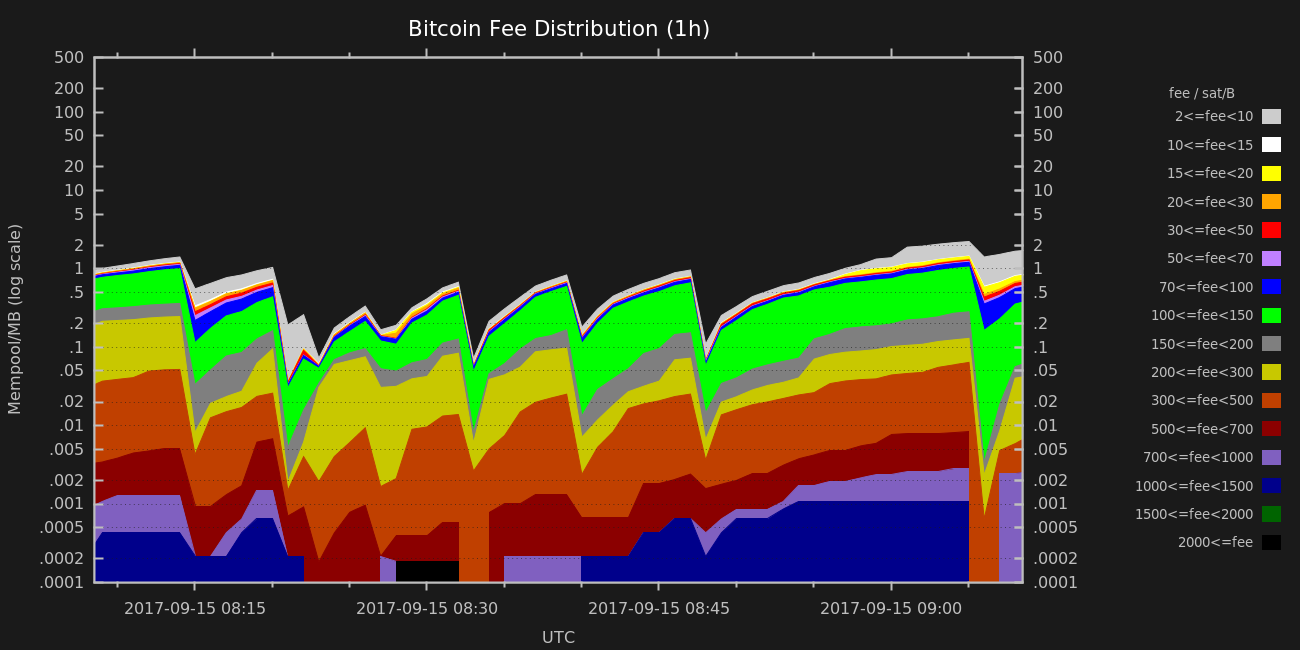 Bitcoin Fee Distribution (1h)
Mempool/MB (log scale)
500
200
100
50
20
10
5
2
1
.5
.2
.1
.05
.02
.01
.005
.002
.001
.0005
.0002
.0001
500
200
100
50
20
10
5
2
1
.5
.2
.1
.05
.02
.01
.005
.002
.001
.0005
.0002
.0001
2017-09-15 08:15
2017-09-15 08:30
2017-09-15 08:45
2017-09-15 09:00
UTC
fee / sat/B
2<=fee<10
10<=fee<15
15<=fee<20
20<=fee<30
30<=fee<50
50<=fee<70
70<=fee<100
100<=fee<150
150<=fee<200
200<=fee<300
300<=fee<500
500<=fee<700
700<=fee<1000
1000<=fee<1500
1500<=fee<2000
2000<=fee